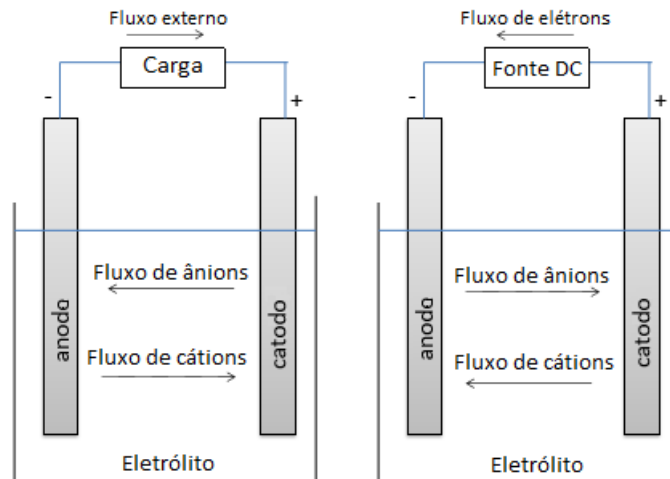 Fluxo externo
Carga
-
+
anodo
catodo
Fluxo de ânions
Fluxo de cátions
Eletrólito
Fluxo de elétrons
Fonte DC
-
+
anodo
catodo
Fluxo de ânions
Fluxo de cátions
Eletrólito